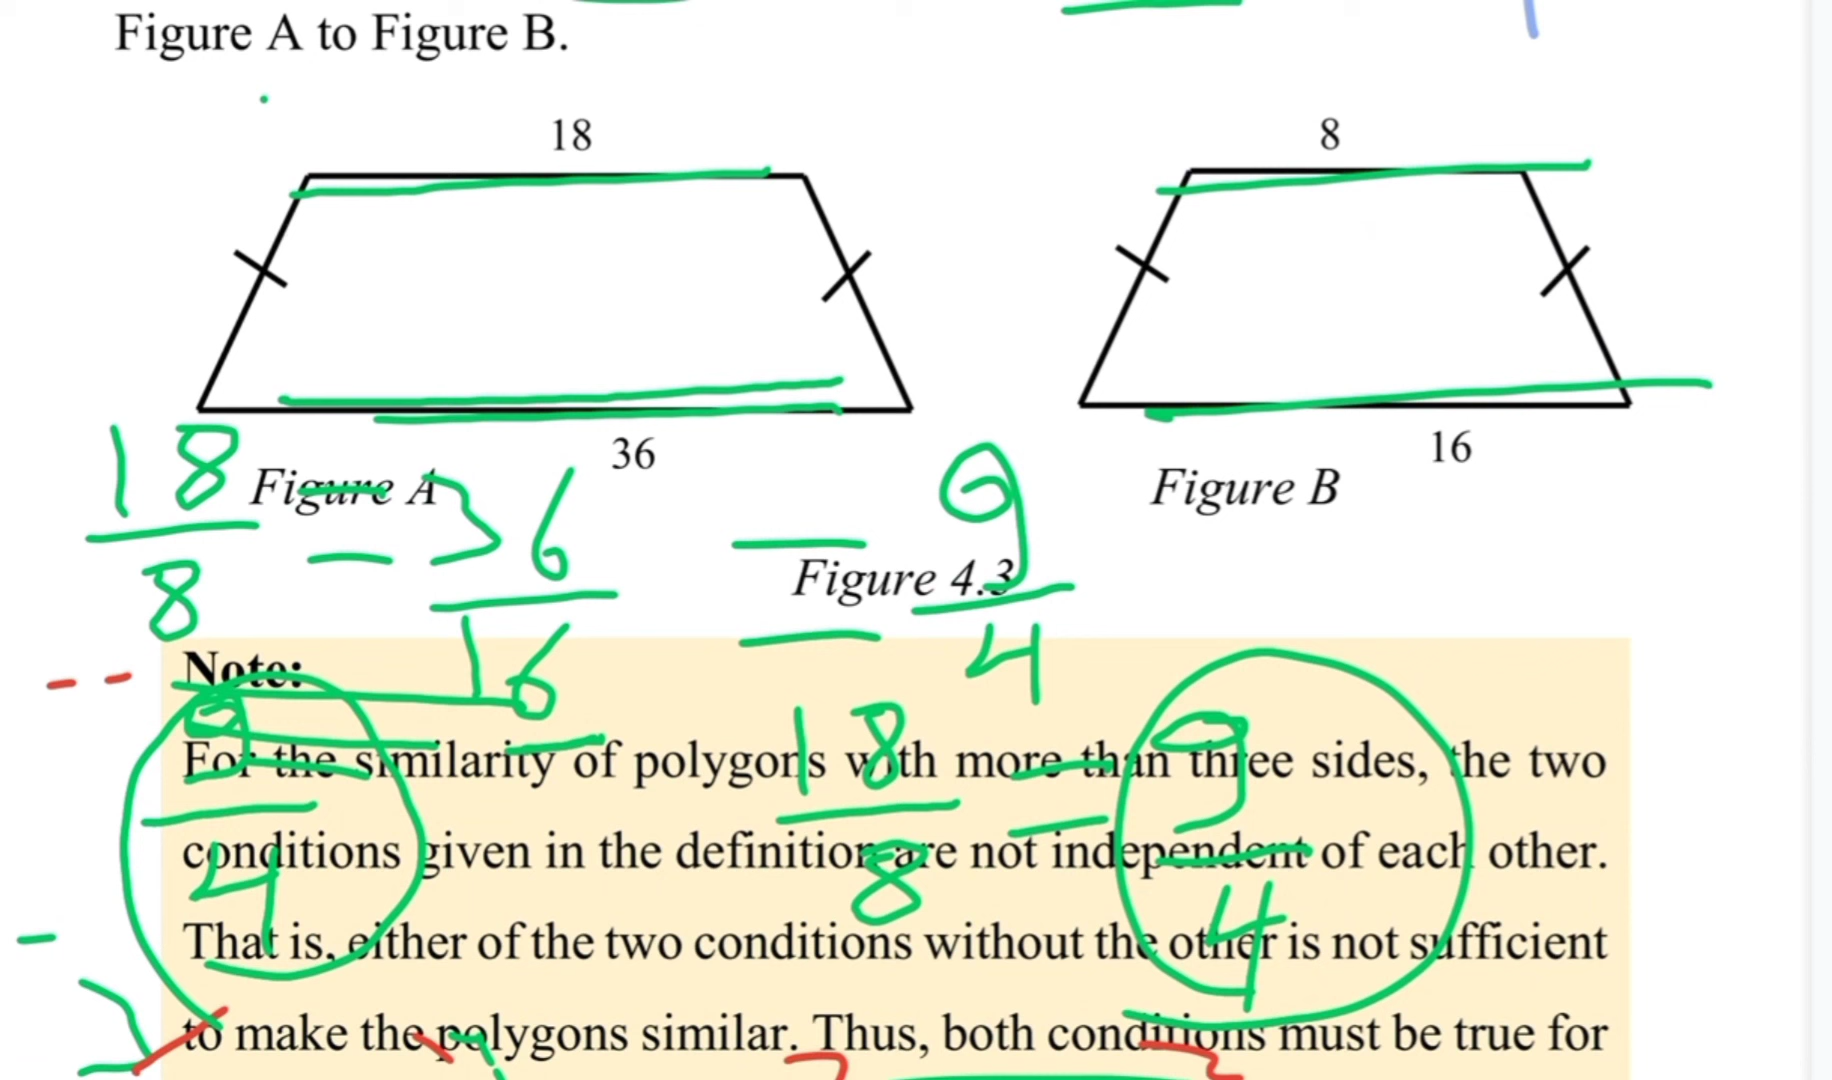 Figure A to Figure B.
18
8
36
16
18
Figure A
36
9
Figure B
=
=
Figure 4.3
8
16
4
Note:
9
18
9
For the similarity of polygons with more than three sides, the two
=
conditions given in the definition are not independent of each other.
4
8
4
That is, either of the two conditions without the other is not sufficient
to make the polygons similar. Thus, both conditions must be true for